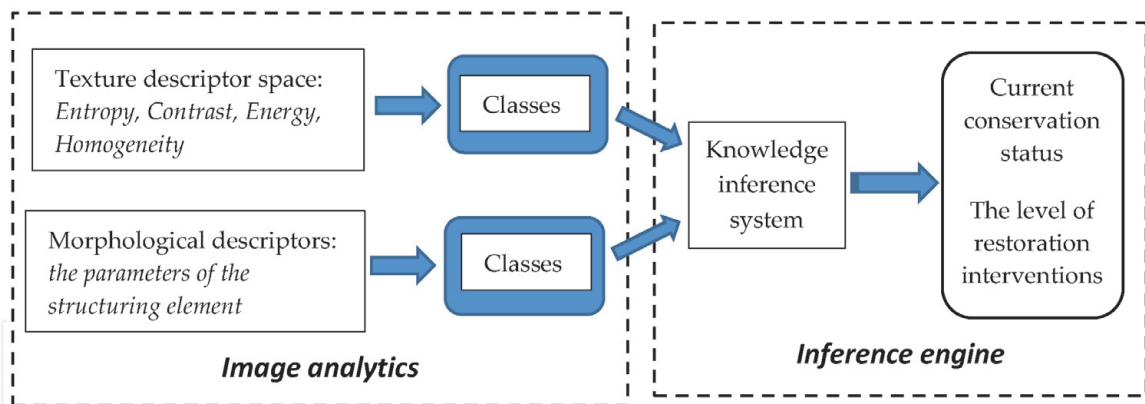 Texture descriptor space:
Entropy, Contrast, Energy,
Homogeneity
Classes
Morphological descriptors:
the parameters of the
structuring element
Classes
Image analytics
Knowledge
inference
system
Current
conservation
status
The level of
restoration
interventions
Inference engine